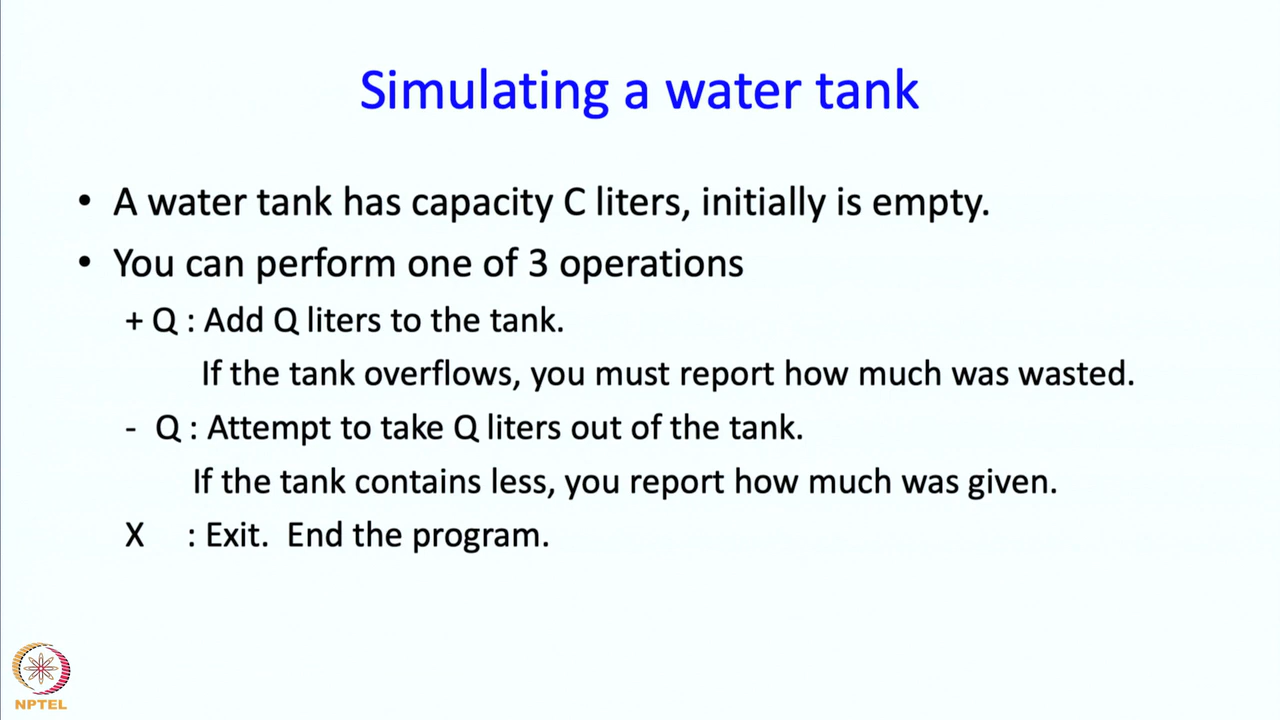 Simulating a water tank
• A water tank has capacity C liters, initially is empty.
• You can perform one of 3 operations
+ Q : Add Q liters to the tank.
If the tank overflows, you must report how much was wasted.
- Q : Attempt to take Q liters out of the tank.
If the tank contains less, you report how much was given.
X : Exit. End the program.
NPTEL